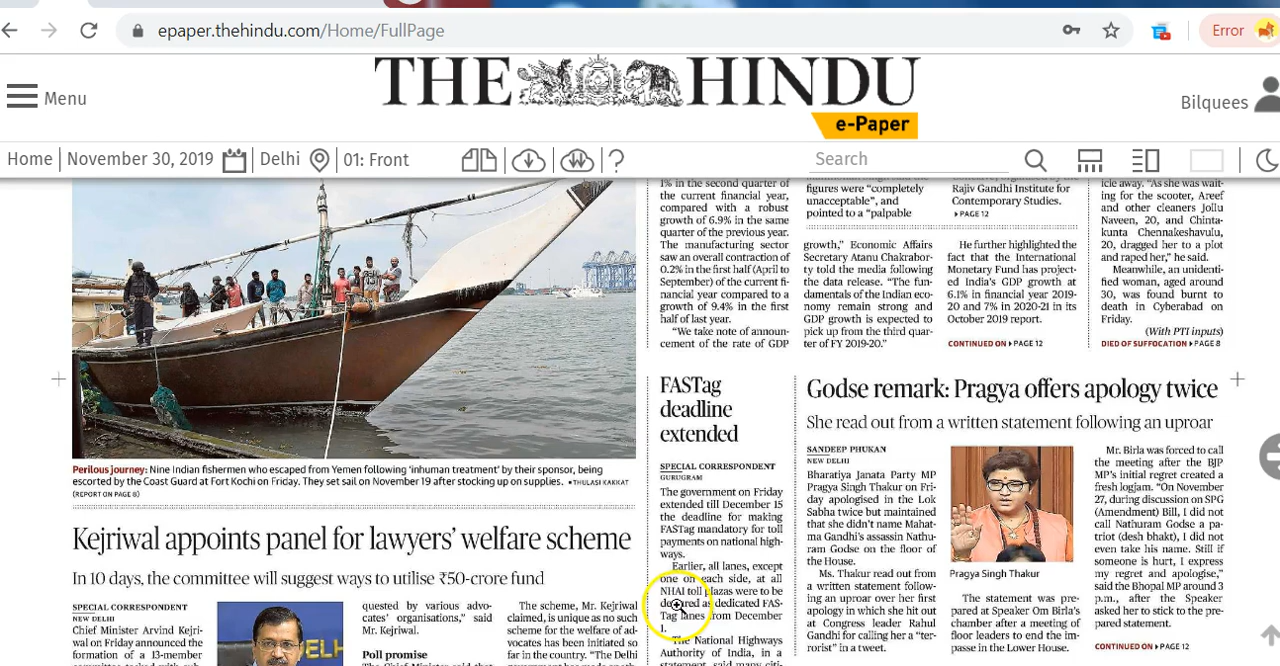 epaper.thehindu.com/Home/FullPage
Error
Menu
THE HINDU
e-Paper
Bilquees
Home
November 30, 2019
Delhi
01: Front
Search
?
1% in the second quarter of
the current financial year,
compared with a robust
growth of 6.9% in the same
quarter of the previous year.
The manufacturing sector
saw an overall contraction of
0.2% in the first half (April to
September) of the current fi-
nancial year compared to a
growth of 9.4% in the first
half of last year.
“We take note of announ-
cement of the rate of GDP
figures were “completely
unacceptable”, and
pointed to a “palpable
growth,” Economic Affairs
Secretary Atanu Chakrabor-
ty told the media following
the data release. “The fun-
damentals of the Indian eco-
nomy remain strong and
GDP growth is expected to
pick up from the third quar-
ter of FY 2019-20.”
Rajiv Gandhi Institute for
Contemporary Studies.
PAGE 12
He further highlighted the
fact that the International
Monetary Fund has project-
ed India’s GDP growth at
6.1% in financial year 2019-
20 and 7% in 2020-21 in its
October 2019 report.
CONTINUED ON PAGE 12
icle away. “As she was wait-
ing for the scooter, Areef
and other cleaners Jollu
Naveen, 20, and Chinta-
kunta Chennakeshavulu,
20, dragged her to a plot
and raped her,” he said.
Meanwhile, an unidenti-
fied woman, aged around
30, was found burnt to
death in Cyberabad on
Friday.
(With PTI inputs)
DIED OF SUFFOCATION PAGE 8
Perilous journey: Nine Indian fishermen who escaped from Yemen following ‘inhuman treatment’ by their sponsor, being
escorted by the Coast Guard at Fort Kochi on Friday. They set sail on November 19 after stocking up on supplies. THULASI KAKKAT
(REPORT ON PAGE 8)
Kejriwal appoints panel for lawyers’ welfare scheme
In 10 days, the committee will suggest ways to utilise ₹50-crore fund
SPECIAL CORRESPONDENT
NEW DELHI
Chief Minister Arvind Kejri-
wal on Friday announced the
formation of a 13-member
quested by various advo-
cates’ organisations,” said
Mr. Kejriwal.
Poll promise
The Chief Minister said that
The scheme, Mr. Kejriwal
claimed, is unique as no such
scheme for the welfare of ad-
vocates has been initiated so
far in the country. “The Delhi
FASTag
deadline
extended
SPECIAL CORRESPONDENT
GURUGRAM
The government on Friday
extended till December 15
the deadline for making
FASTag mandatory for toll
payments on national high-
ways.
Earlier, all lanes, except
one on each side, at all
NHAI toll plazas were to be
declared as dedicated FAS-
Tag lanes from December
1.
The National Highways
Authority of India, in a
statement, said many citi-
Godse remark: Pragya offers apology twice
She read out from a written statement following an uproar
SANDEEP PHUKAN
NEW DELHI
Bharatiya Janata Party MP
Pragya Singh Thakur on Fri-
day apologised in the Lok
Sabha twice but maintained
that she didn’t name Mahat-
ma Gandhi’s assassin Nathu-
ram Godse on the floor of
the House.
Ms. Thakur read out from
a written statement follow-
ing an uproar over her first
apology in which she hit out
at Congress leader Rahul
Gandhi for calling her a “ter-
rorist” in a tweet.
Pragya Singh Thakur
The statement was pre-
pared at Speaker Om Birla’s
chamber after a meeting of
floor leaders to end the im-
passe in the Lower House.
Mr. Birla was forced to call
the meeting after the BJP
MP’s initial regret created a
fresh logjam. “On November
27, during discussion on SPG
(Amendment) Bill, I did not
call Nathuram Godse a pa-
triot (desh bhakt), I did not
even take his name. Still if
someone is hurt, I express
my regret and apologise,”
said the Bhopal MP around 3
p.m., after the Speaker
asked her to stick to the pre-
pared statement.
CONTINUED ON PAGE 12